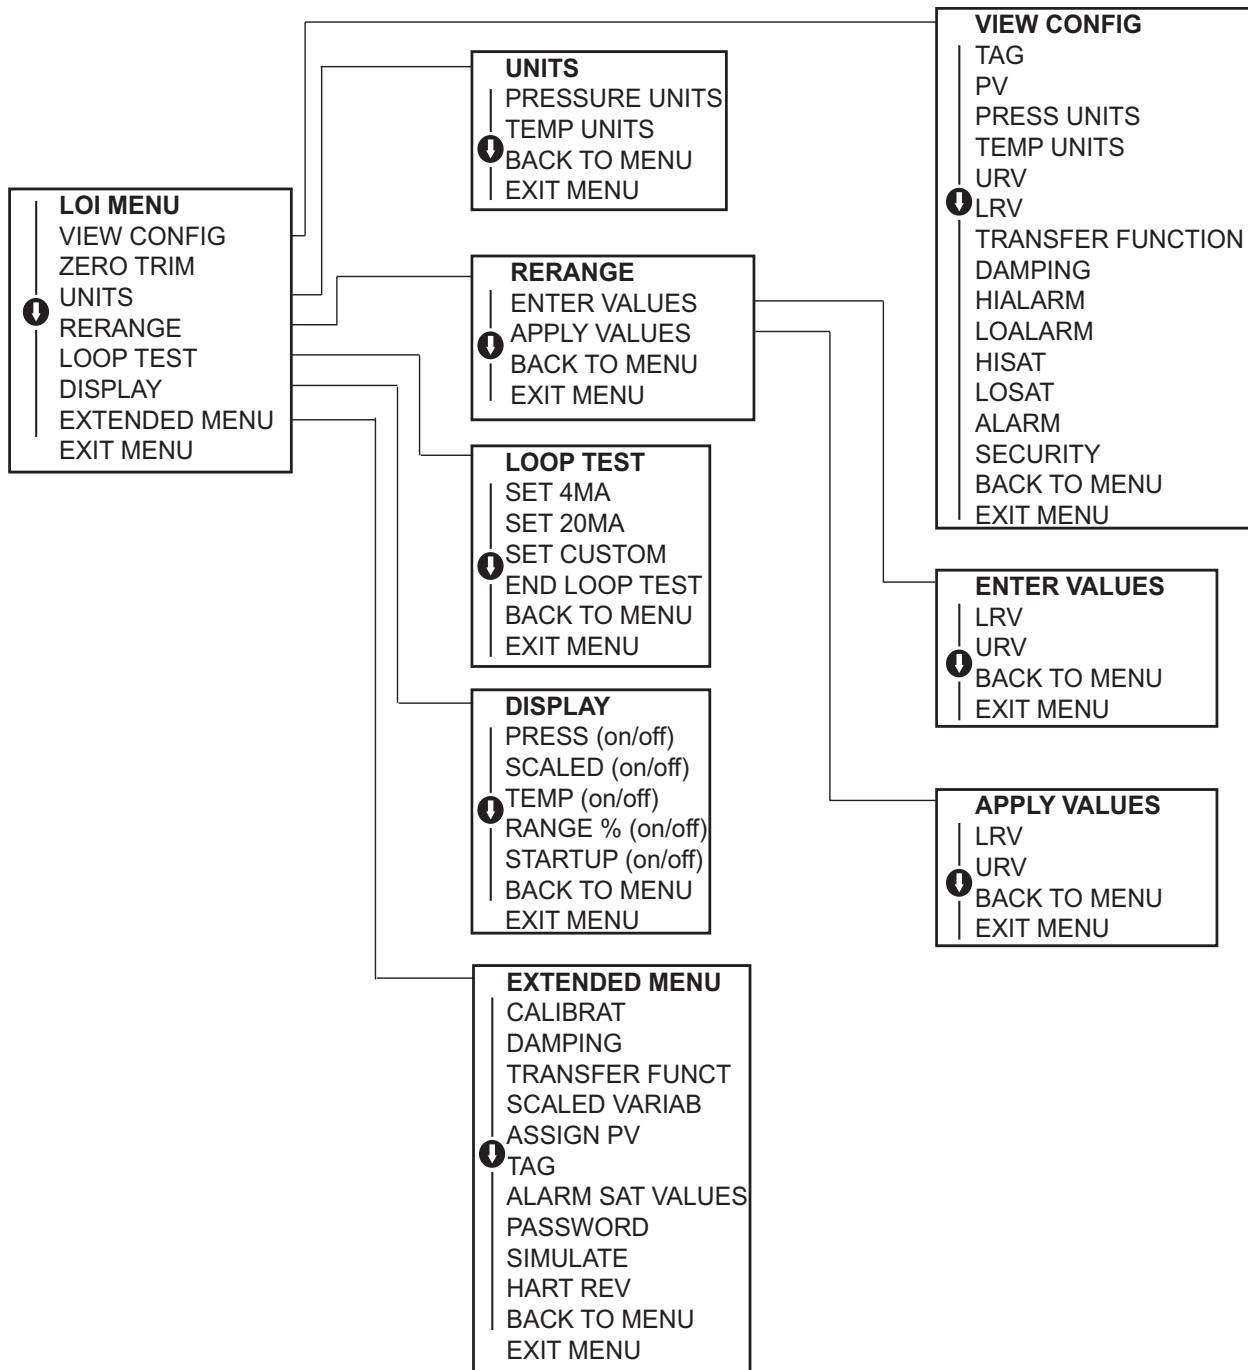 LOI MENU
VIEW CONFIG
ZERO TRIM
UNITS
RERANGE
LOOP TEST
DISPLAY
EXTENDED MENU
EXIT MENU
UNITS
PRESSURE UNITS
TEMP UNITS
BACK TO MENU
EXIT MENU
RERANGE
ENTER VALUES
APPLY VALUES
BACK TO MENU
EXIT MENU
LOOP TEST
SET 4MA
SET 20MA
SET CUSTOM
END LOOP TEST
BACK TO MENU
EXIT MENU
DISPLAY
PRESS (on/off)
SCALED (on/off)
TEMP (on/off)
RANGE % (on/off)
STARTUP (on/off)
BACK TO MENU
EXIT MENU
EXTENDED MENU
CALIBRAT
DAMPING
TRANSFER FUNCT
SCALED VARIAB
ASSIGN PV
TAG
ALARM SAT VALUES
PASSWORD
SIMULATE
HART REV
BACK TO MENU
EXIT MENU
VIEW CONFIG
TAG
PV
PRESS UNITS
TEMP UNITS
URV
LRV
TRANSFER FUNCTION
DAMPING
HIALARM
LOALARM
HISAT
LOSAT
ALARM
SECURITY
BACK TO MENU
EXIT MENU
ENTER VALUES
LRV
URV
BACK TO MENU
EXIT MENU
APPLY VALUES
LRV
URV
BACK TO MENU
EXIT MENU